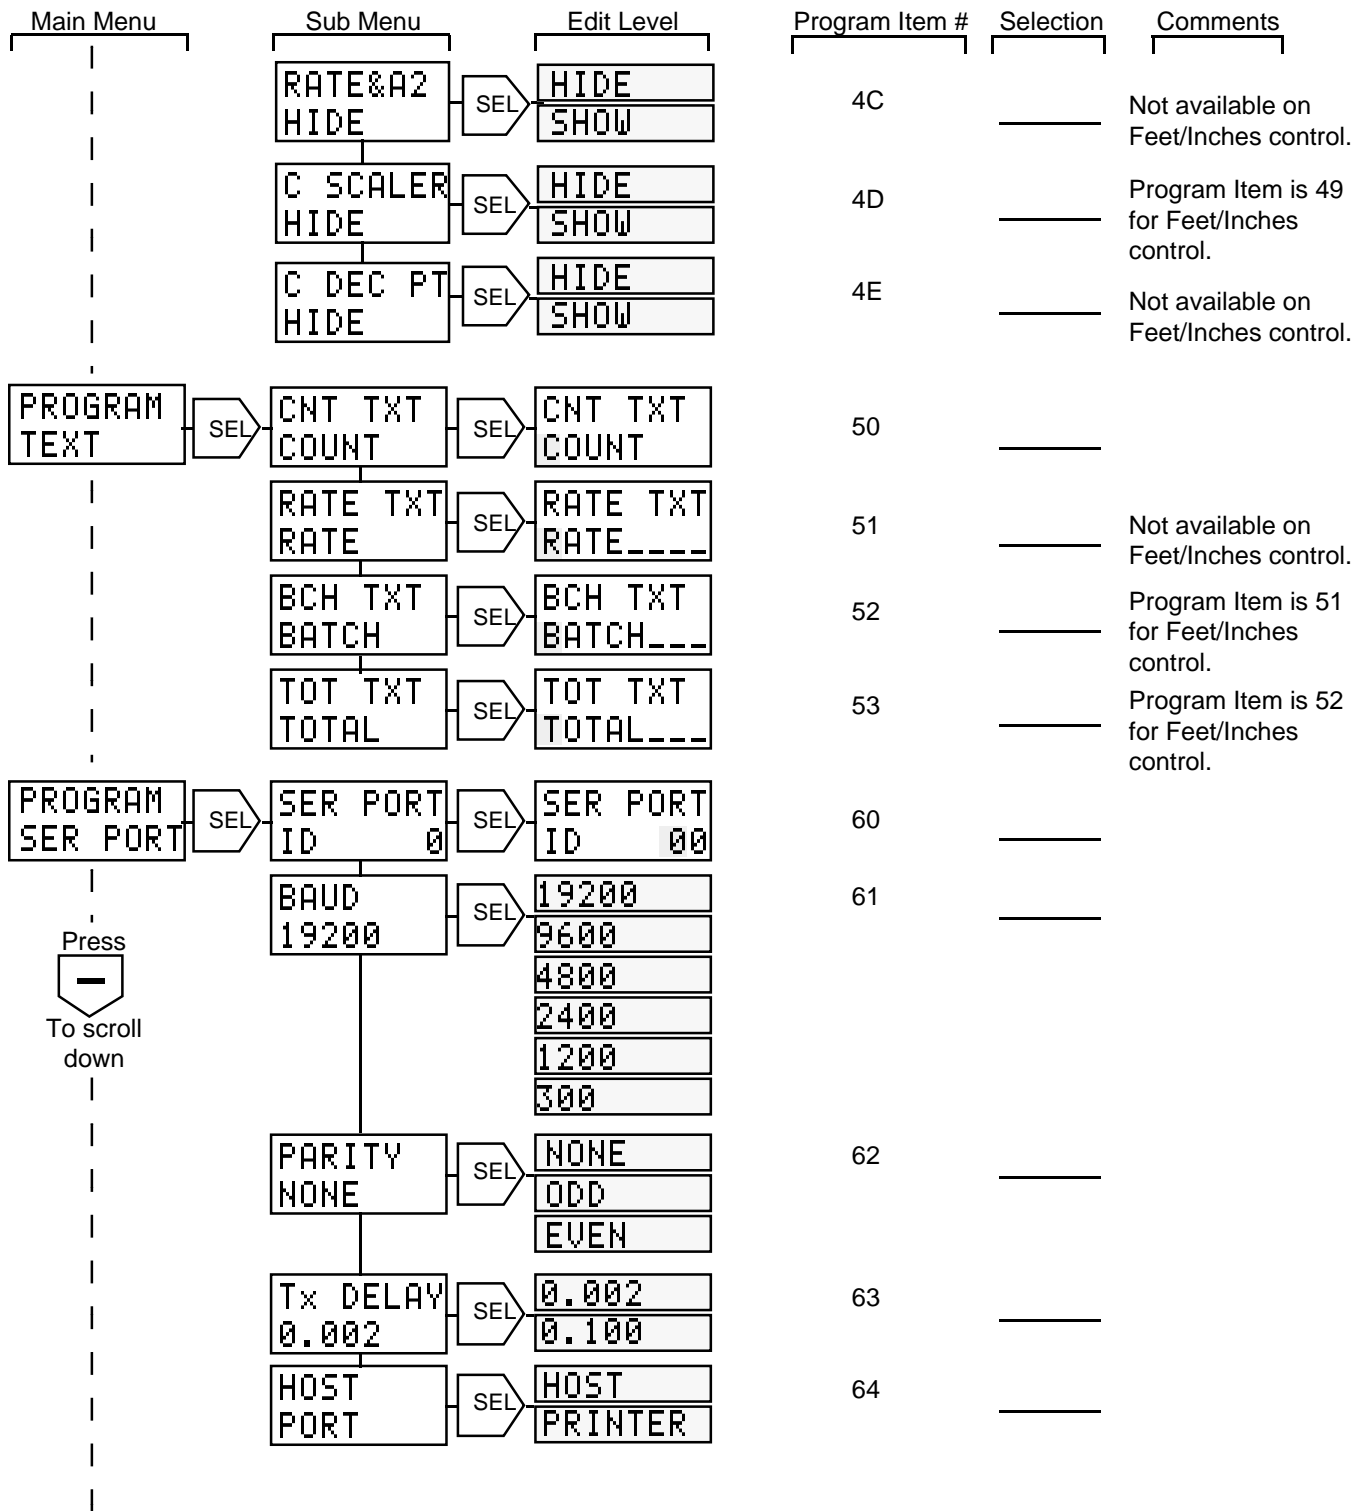 Main Menu Sub Menu Edit Level Program Item # Selection Comments
RATE&A2
HIDE
SEL
HIDE
SHOW
4C
Not available on
Feet/Inches control.
C SCALER
HIDE
SEL
HIDE
SHOW
4D
Program Item is 49
for Feet/Inches
control.
C DEC PT
HIDE
SEL
HIDE
SHOW
4E
Not available on
Feet/Inches control.
PROGRAM
TEXT
SEL
CNT TXT
COUNT
SEL
CNT TXT
COUNT
50
RATE TXT
RATE
SEL
RATE TXT
RATE____
51
Not available on
Feet/Inches control.
BCH TXT
BATCH
SEL
BCH TXT
BATCH___
52
Program Item is 51
for Feet/Inches
control.
TOT TXT
TOTAL
SEL
TOT TXT
TOTAL___
53
Program Item is 52
for Feet/Inches
control.
PROGRAM
SER PORT
SEL
SER PORT
ID 0
SEL
SER PORT
ID 00
60
BAUD
19200
SEL
19200
9600
4800
2400
1200
300
61
Press
To scroll
down
PARITY
NONE
SEL
NONE
ODD
EVEN
62
Tx DELAY
0.002
SEL
0.002
0.100
63
HOST
PORT
SEL
HOST
PRINTER
64